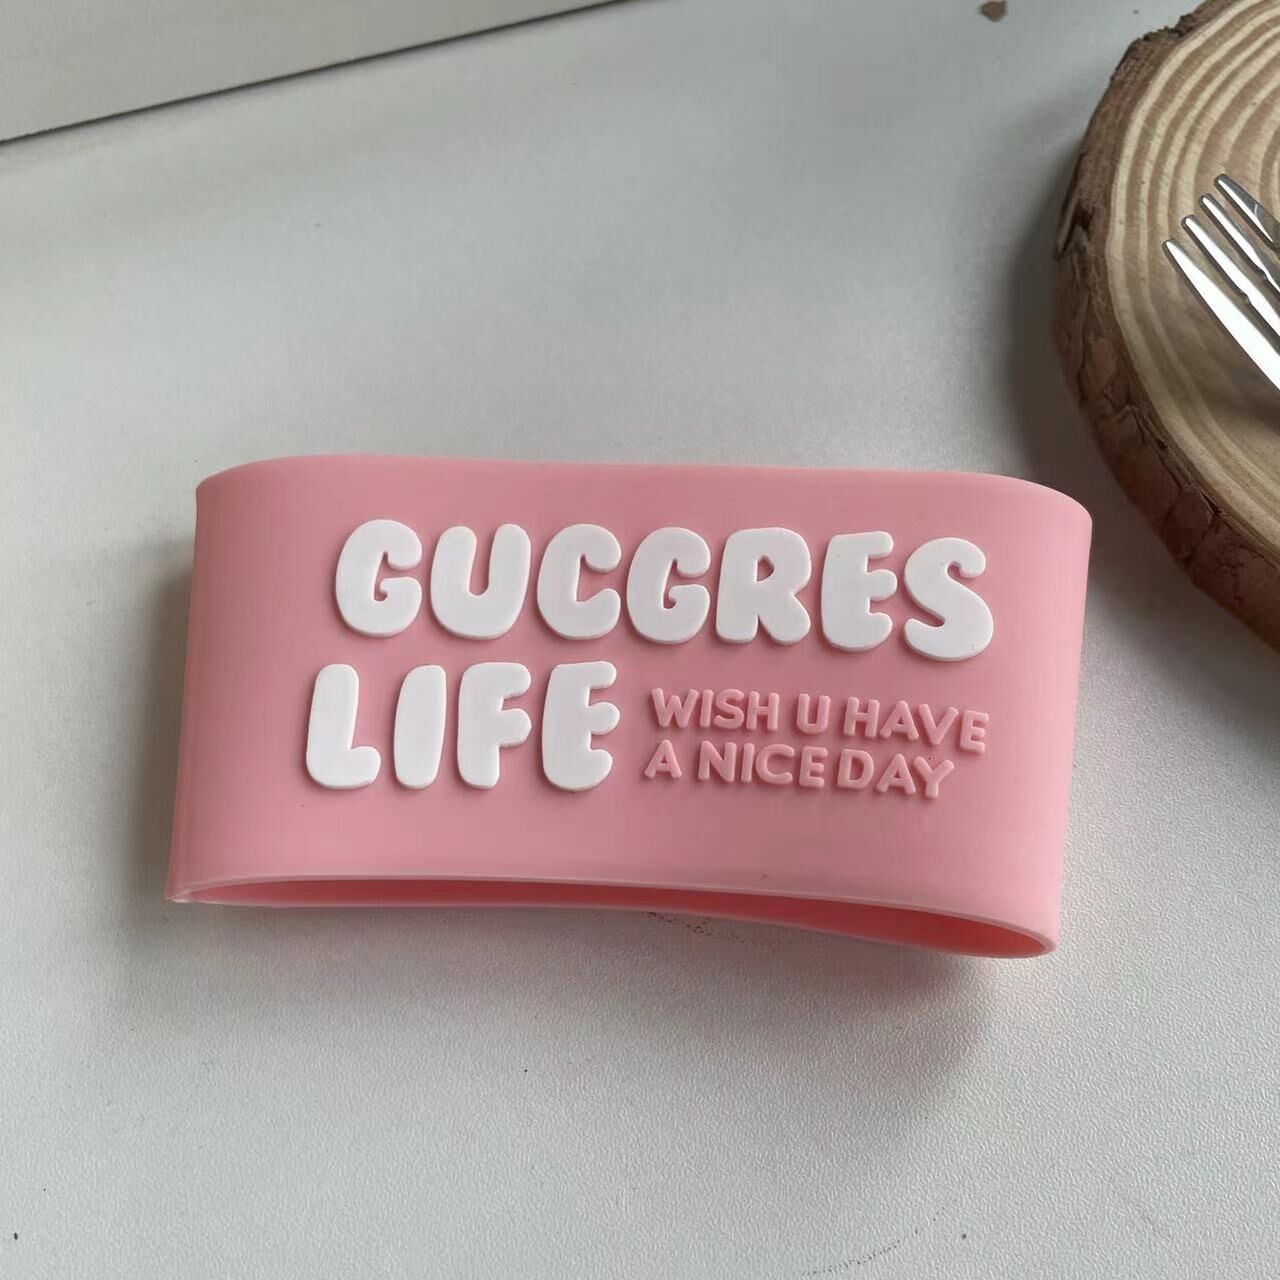 GUCGRES
LIFE
WISH U HAVE
A NICE DAY